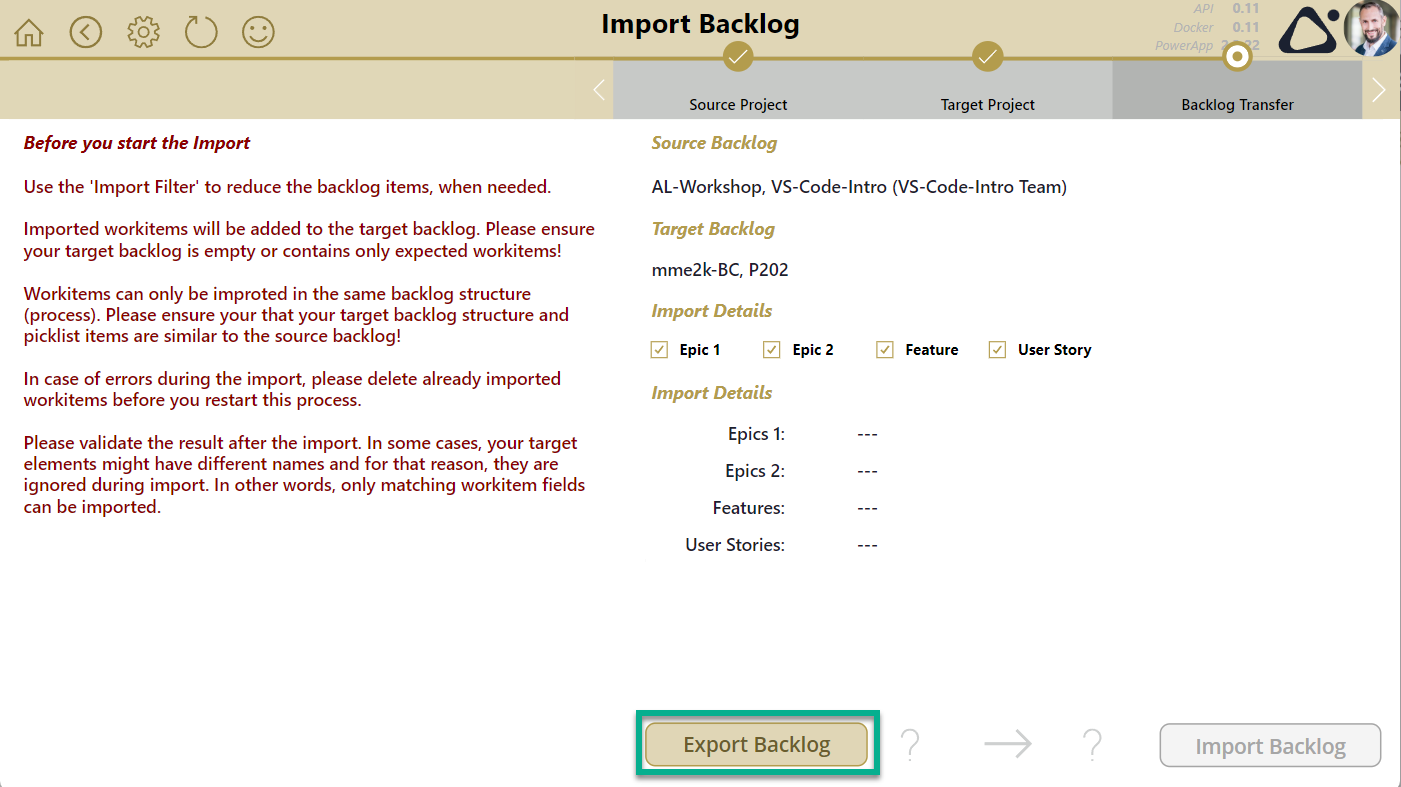 Import Backlog
API 0.11
Docker 0.11
PowerApp
Source Project
Target Project
Backlog Transfer
Before you start the Import
Use the 'Import Filter' to reduce the backlog items, when needed.
Imported workitems will be added to the target backlog. Please ensure
your target backlog is empty or contains only expected workitems!
Workitems can only be improted in the same backlog structure
(process). Please ensure your that your target backlog structure and
picklist items are similar to the source backlog!
In case of errors during the import, please delete already imported
workitems before you restart this process.
Please validate the result after the import. In some cases, your target
elements might have different names and for that reason, they are
ignored during import. In other words, only matching workitem fields
can be imported.
Source Backlog
AL-Workshop, VS-Code-Intro (VS-Code-Intro Team)
Target Backlog
mme2k-BC, P202
Import Details
Epic 1 Epic 2 Feature User Story
Import Details
Epics 1: ---
Epics 2: ---
Features: ---
User Stories: ---
Export Backlog ? ? Import Backlog